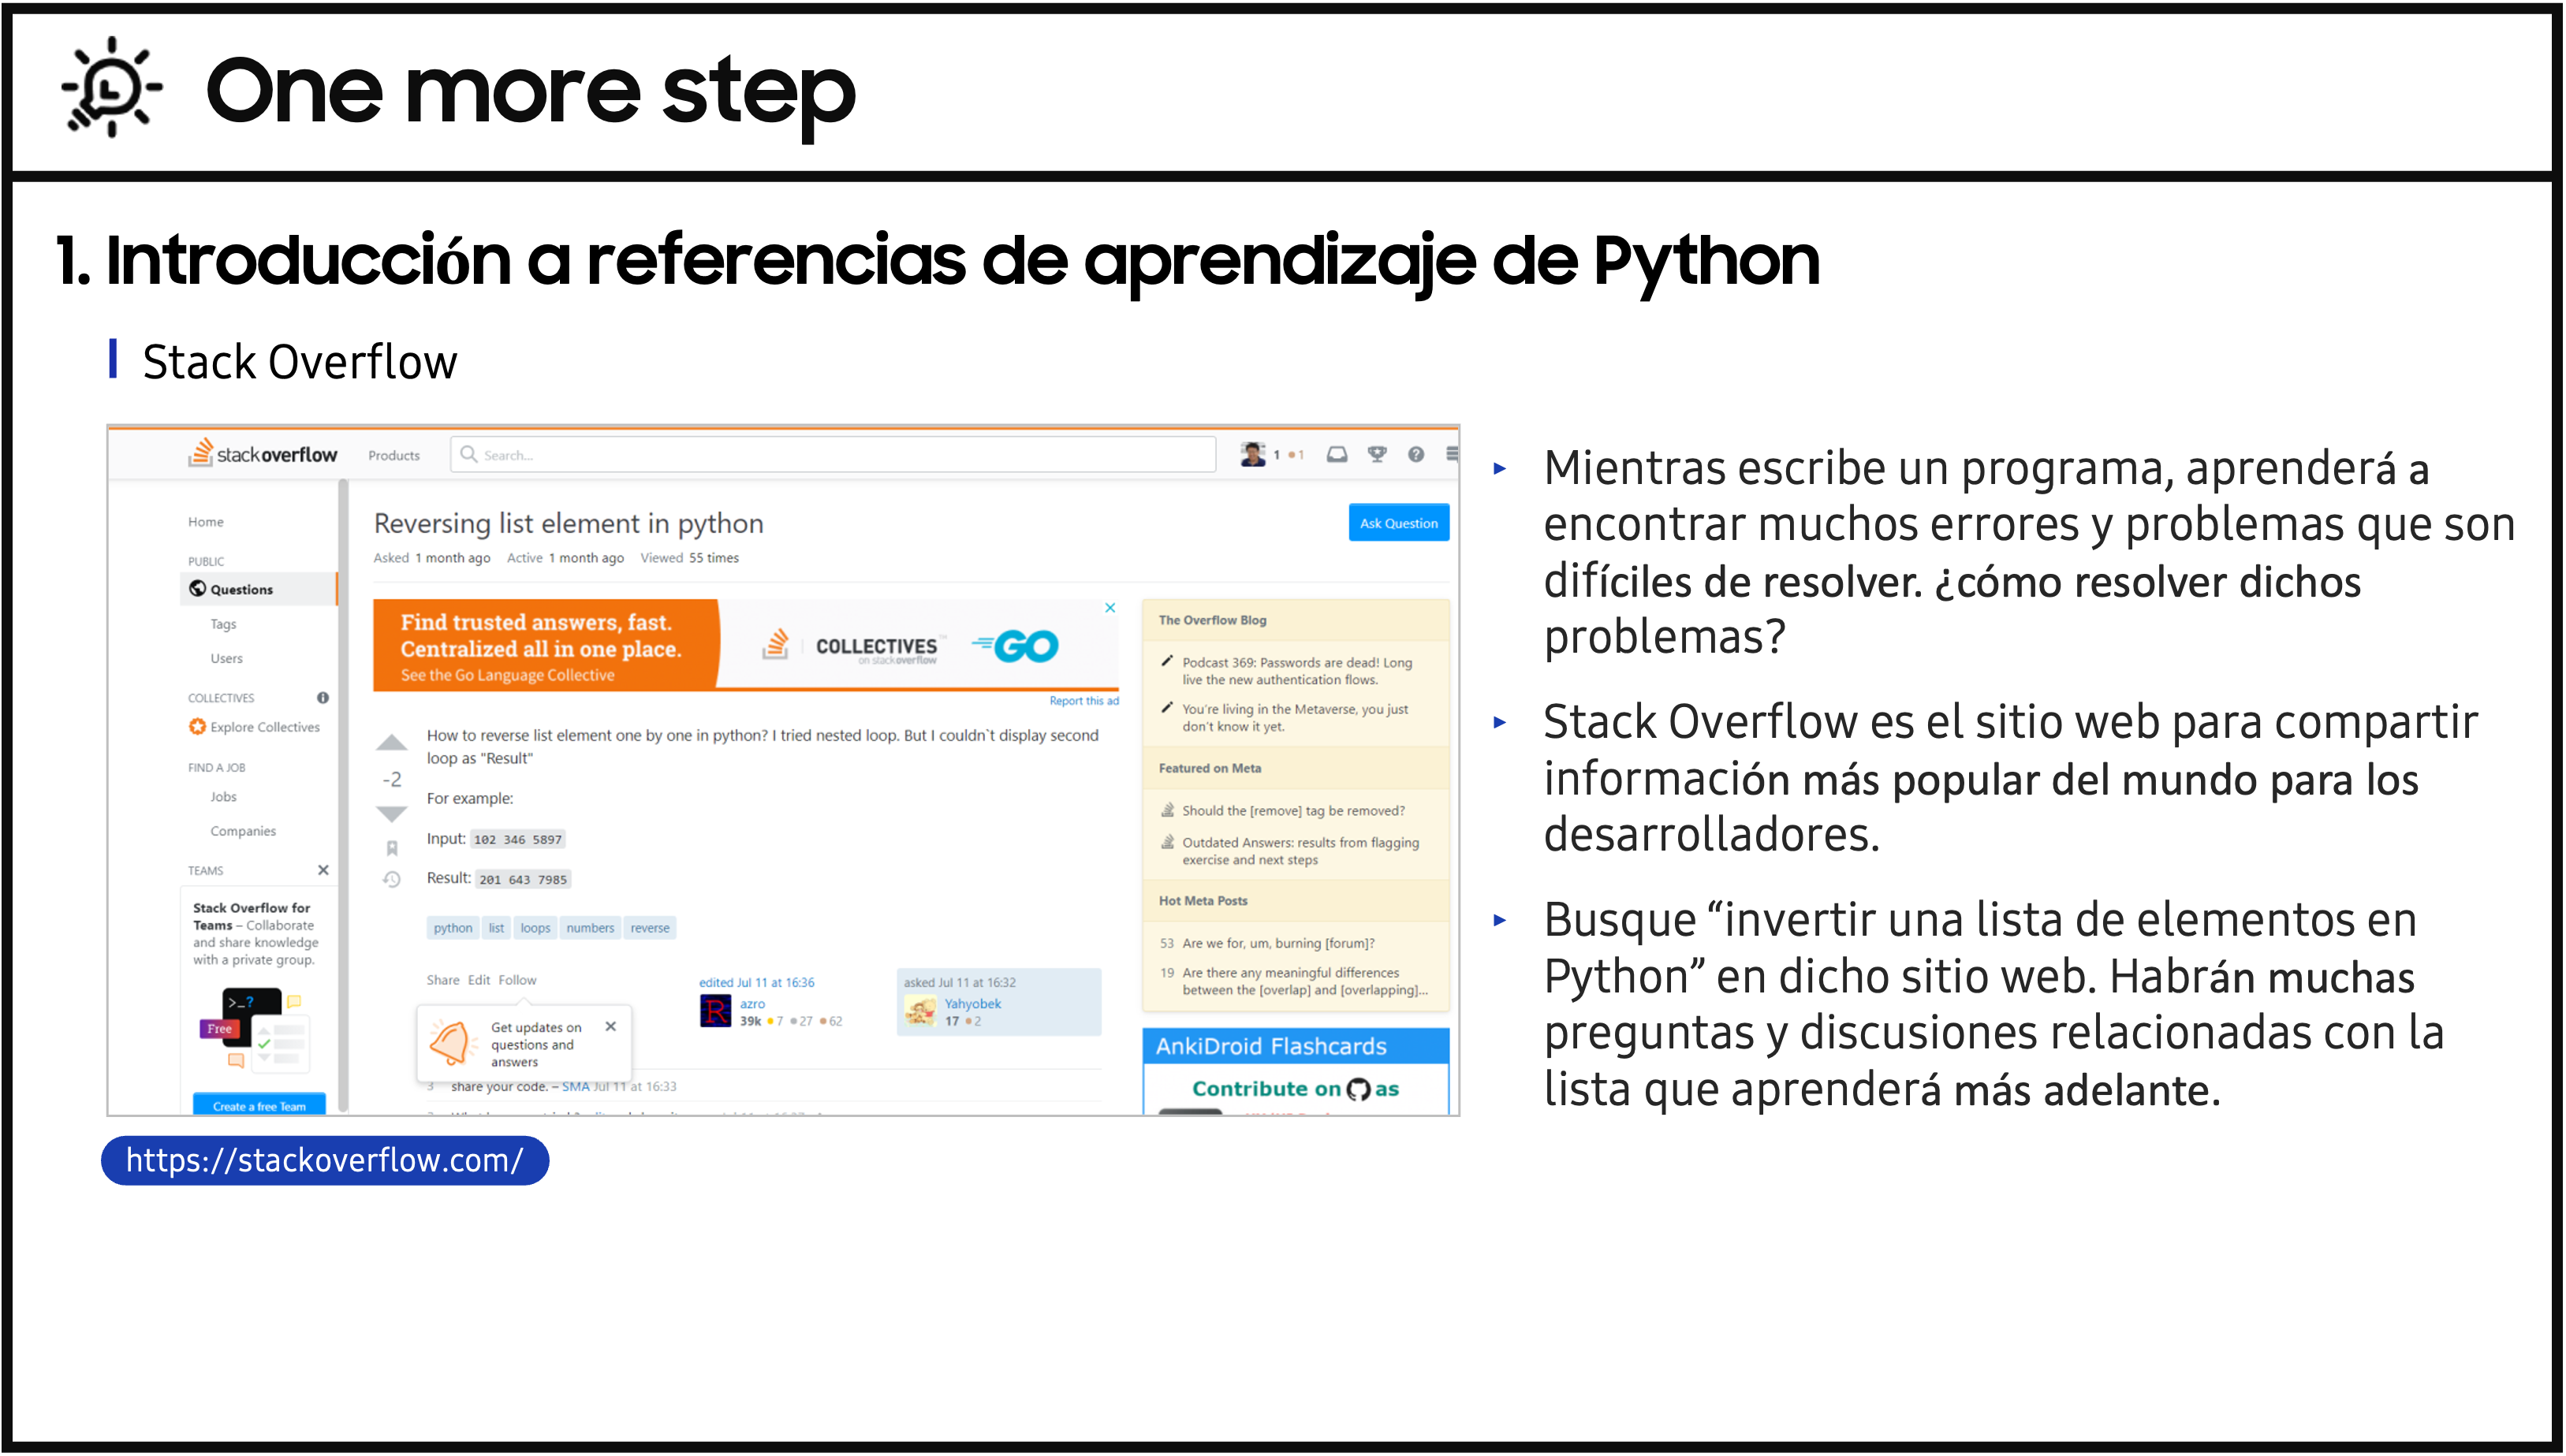 One more step
1. Introducción a referencias de aprendizaje de Python
Stack Overflow
stackoverflow
Products
Search...
1 1
Home
PUBLIC
Questions
Tags
Users
COLLECTIVES
Explore Collectives
FIND A JOB
Jobs
Companies
TEAMS
Stack Overflow for
Teams – Collaborate
and share knowledge
with a private group.
>_?
Free
Create a free Team
Reversing list element in python
Ask Question
Asked 1 month ago Active 1 month ago Viewed 55 times
Find trusted answers, fast.
Centralized all in one place.
See the Go Language Collective
COLLECTIVES™
on stackoverflow
GO
Report this ad
How to reverse list element one by one in python? I tried nested loop. But I couldn`t display second
loop as "Result"
-2
For example:
Input: 102 346 5897
Result: 201 643 7985
python list loops numbers reverse
Share Edit Follow
edited Jul 11 at 16:36
azro
39k 7 27 62
asked Jul 11 at 16:32
Yahyobek
17 2
Get updates on
questions and
answers
3 share your code. – SMA Jul 11 at 16:33
The Overflow Blog
Podcast 369: Passwords are dead! Long
live the new authentication flows.
You're living in the Metaverse, you just
don't know it yet.
Featured on Meta
Should the [remove] tag be removed?
Outdated Answers: results from flagging
exercise and next steps
Hot Meta Posts
53 Are we for, um, burning [forum]?
19 Are there any meaningful differences
between the [overlap] and [overlapping]...
AnkiDroid Flashcards
Contribute on as
https://stackoverflow.com/
Mientras escribe un programa, aprenderá a
encontrar muchos errores y problemas que son
difíciles de resolver. ¿cómo resolver dichos
problemas?
Stack Overflow es el sitio web para compartir
información más popular del mundo para los
desarrolladores.
Busque “invertir una lista de elementos en
Python” en dicho sitio web. Habrán muchas
preguntas y discusiones relacionadas con la
lista que aprenderá más adelante.